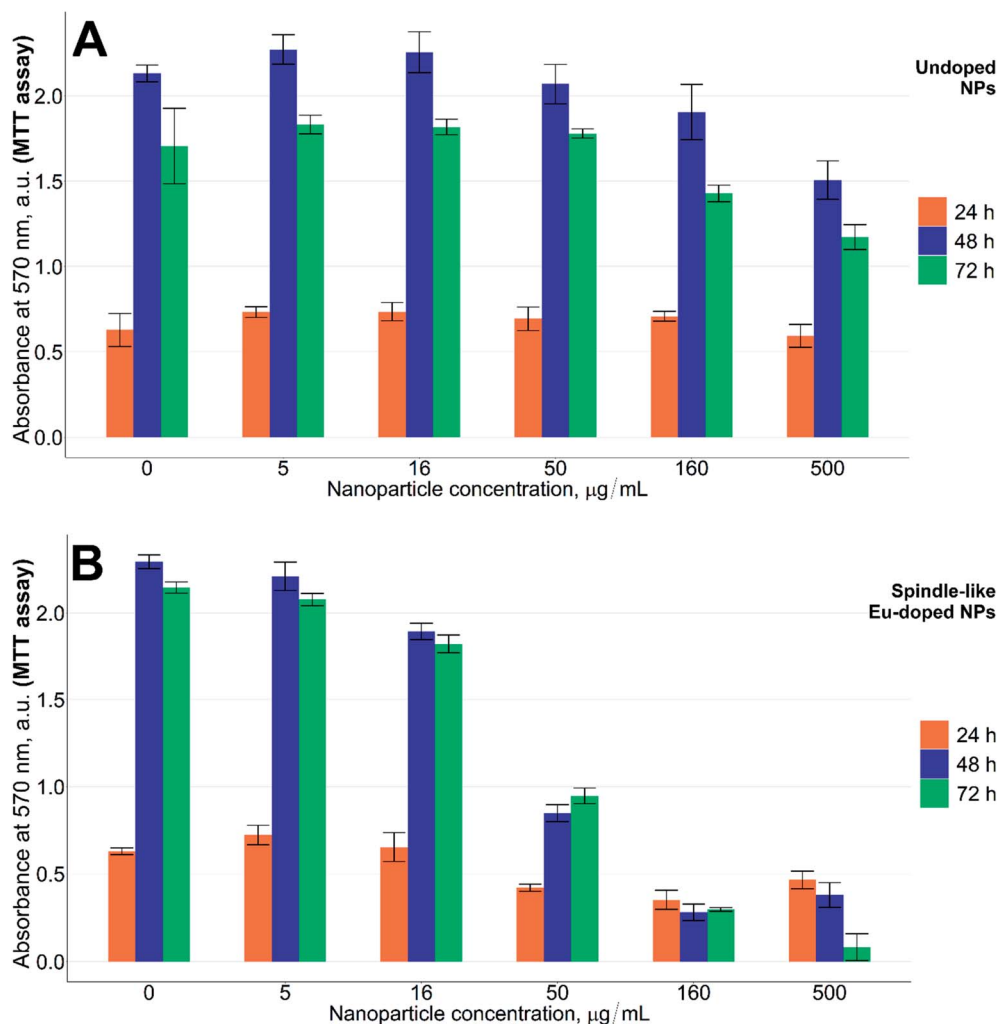 A
Undoped
NPs
Absorbance at 570 nm, a.u. (MTT assay)
2.0
1.5
1.0
0.5
0.0
24 h
48 h
72 h
0 5 16 50 160 500
Nanoparticle concentration, μg/mL
B
Spindle-like
Eu-doped NPs
Absorbance at 570 nm, a.u. (MTT assay)
2.0
1.5
1.0
0.5
0.0
24 h
48 h
72 h
0 5 16 50 160 500
Nanoparticle concentration, μg/mL